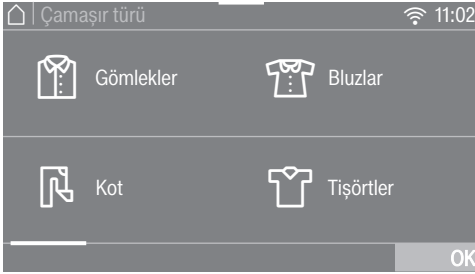 Çamaşır türü 11:02
Gömlekler Bluzlar
Kot Tişörtler
OK